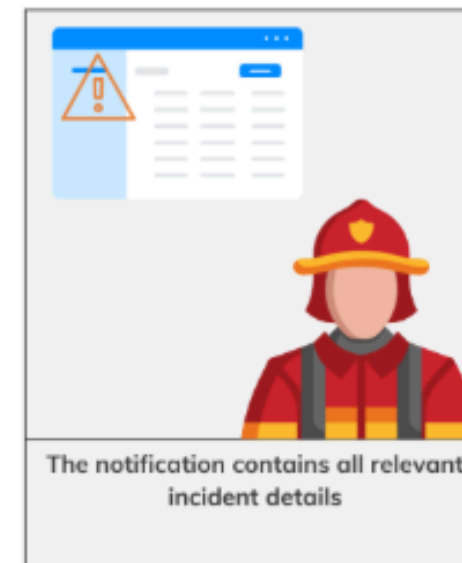 The notification contains all relevant
incident details